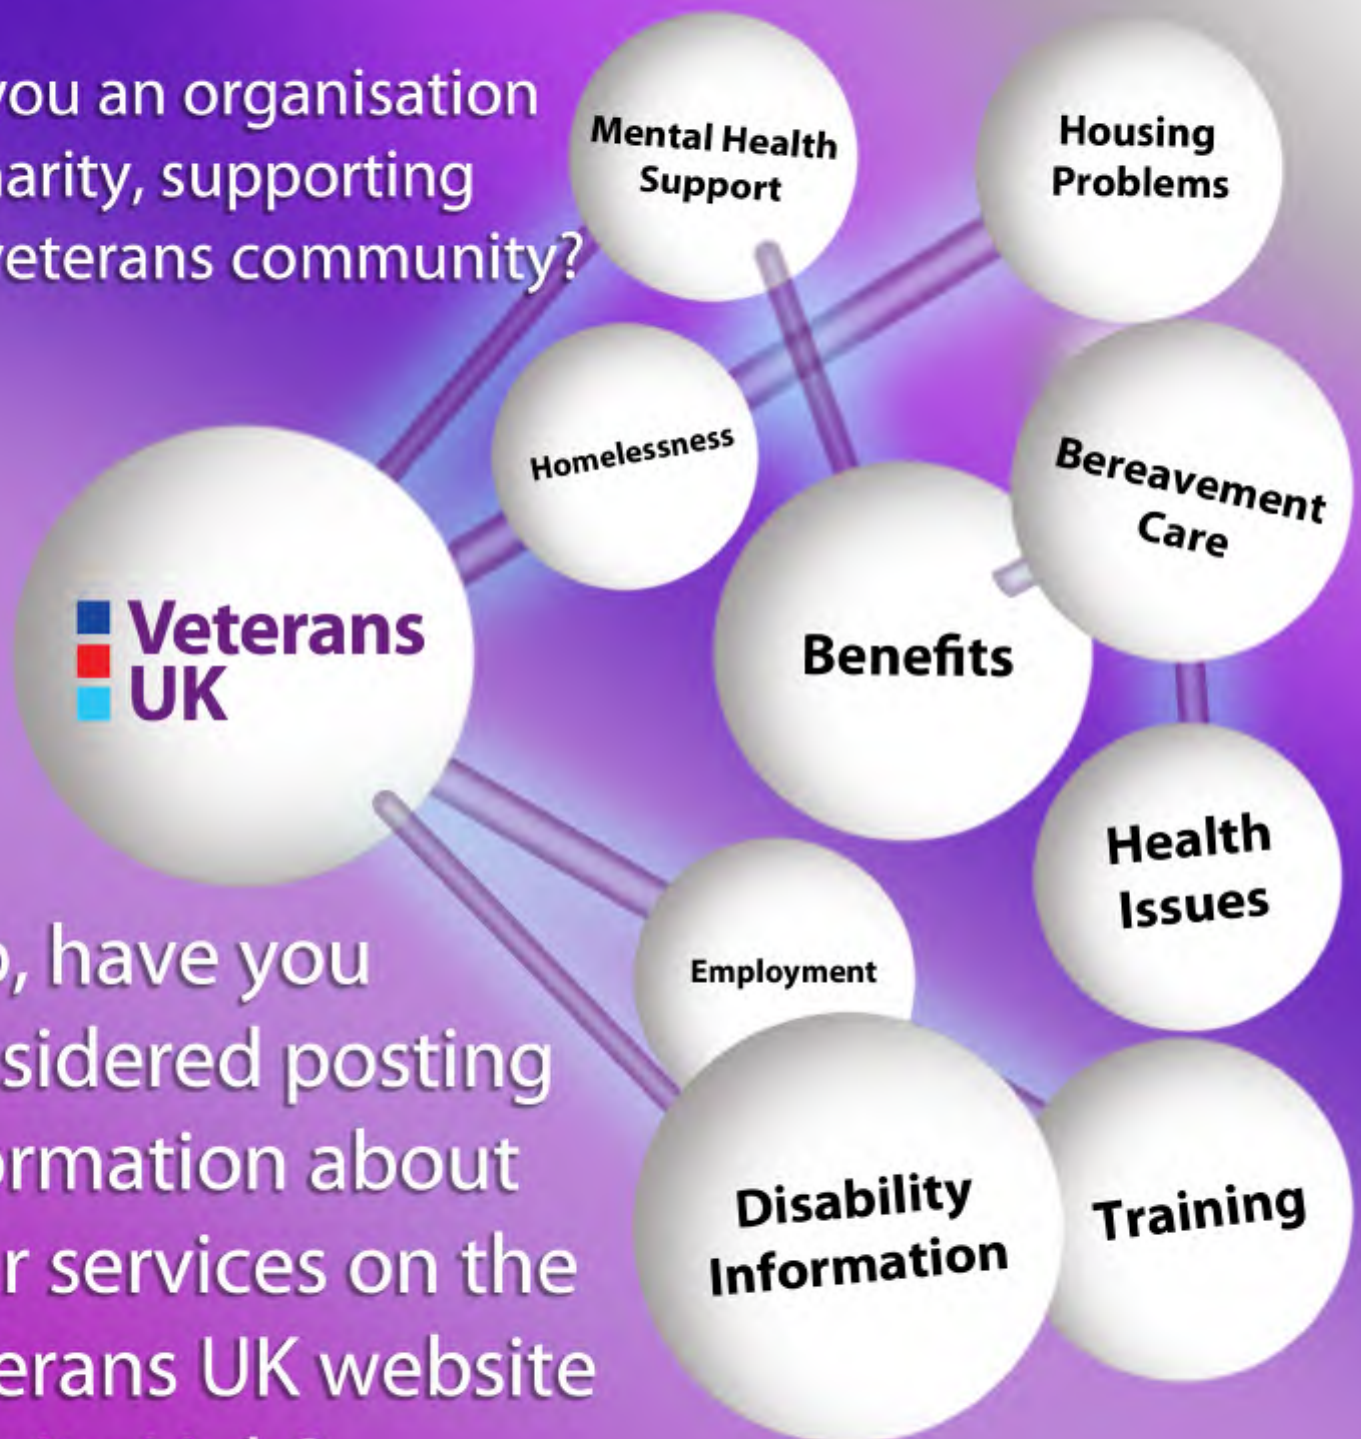 you an organisation
arity, supporting
veterans community?
Mental Health
Support
Housing
Problems
Homelessness
Bereavement
Care
Veterans
UK
Benefits
Health
Issues
Employment
Disability
Information
Training
, have you
sidered posting
ormation about
r services on the
erans UK website